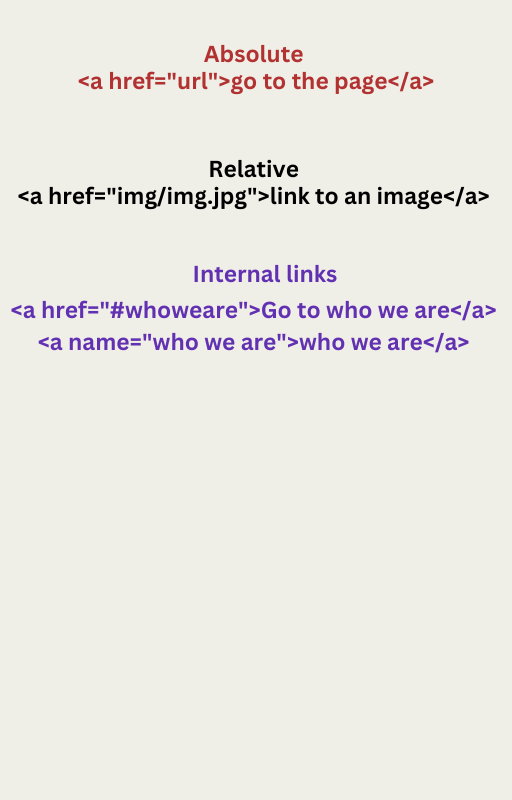 Absolute
<a href="url">go to the page</a>
Relative
<a href="img/img.jpg">link to an image</a>
Internal links
<a href="#whoweare">Go to who we are</a>
<a name="who we are">who we are</a>